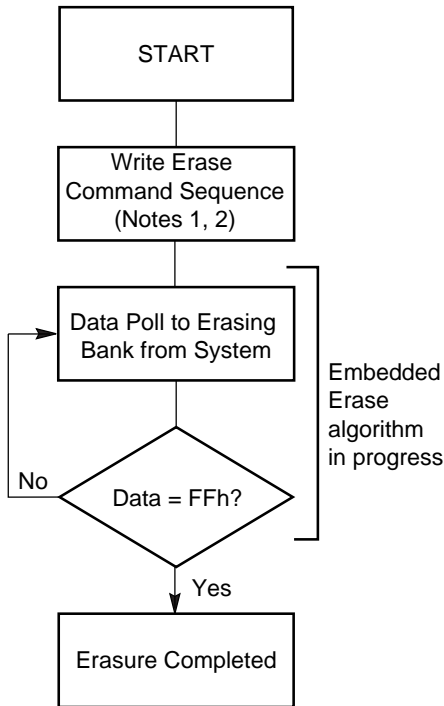 START
Write Erase
Command Sequence
(Notes 1, 2)
Data Poll to Erasing
Bank from System
Embedded
Erase
algorithm
in progress
No
Data = FFh?
Yes
Erasure Completed